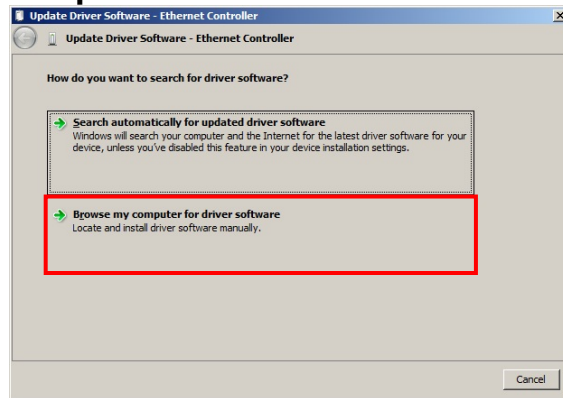 Update Driver Software - Ethernet Controller
Update Driver Software - Ethernet Controller
How do you want to search for driver software?
Search automatically for updated driver software
Windows will search your computer and the Internet for the latest driver software for your
device, unless you've disabled this feature in your device installation settings.
Browse my computer for driver software
Locate and install driver software manually.
Cancel